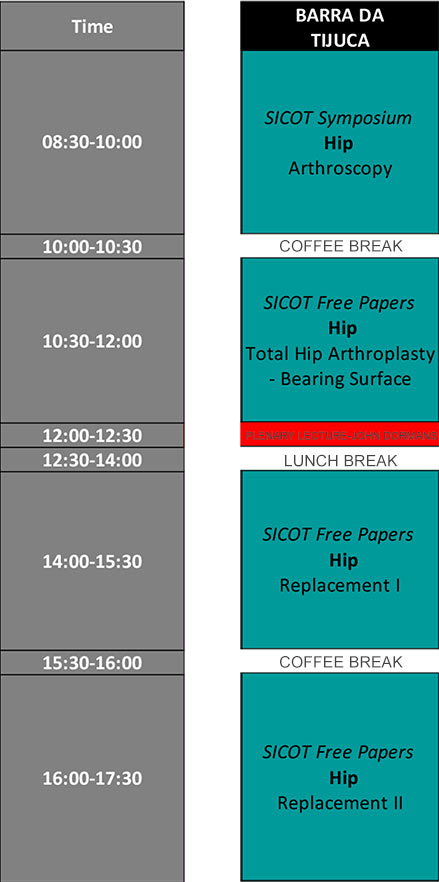 Time
BARRA DA
TIJUCA
08:30-10:00
SICOT Symposium
Hip
Arthroscopy
10:00-10:30
COFFEE BREAK
10:30-12:00
SICOT Free Papers
Hip
Total Hip Arthroplasty
- Bearing Surface
12:00-12:30
PLENARY LECTURE-JOHN DORMANS
12:30-14:00
LUNCH BREAK
14:00-15:30
SICOT Free Papers
Hip
Replacement I
15:30-16:00
COFFEE BREAK
16:00-17:30
SICOT Free Papers
Hip
Replacement II